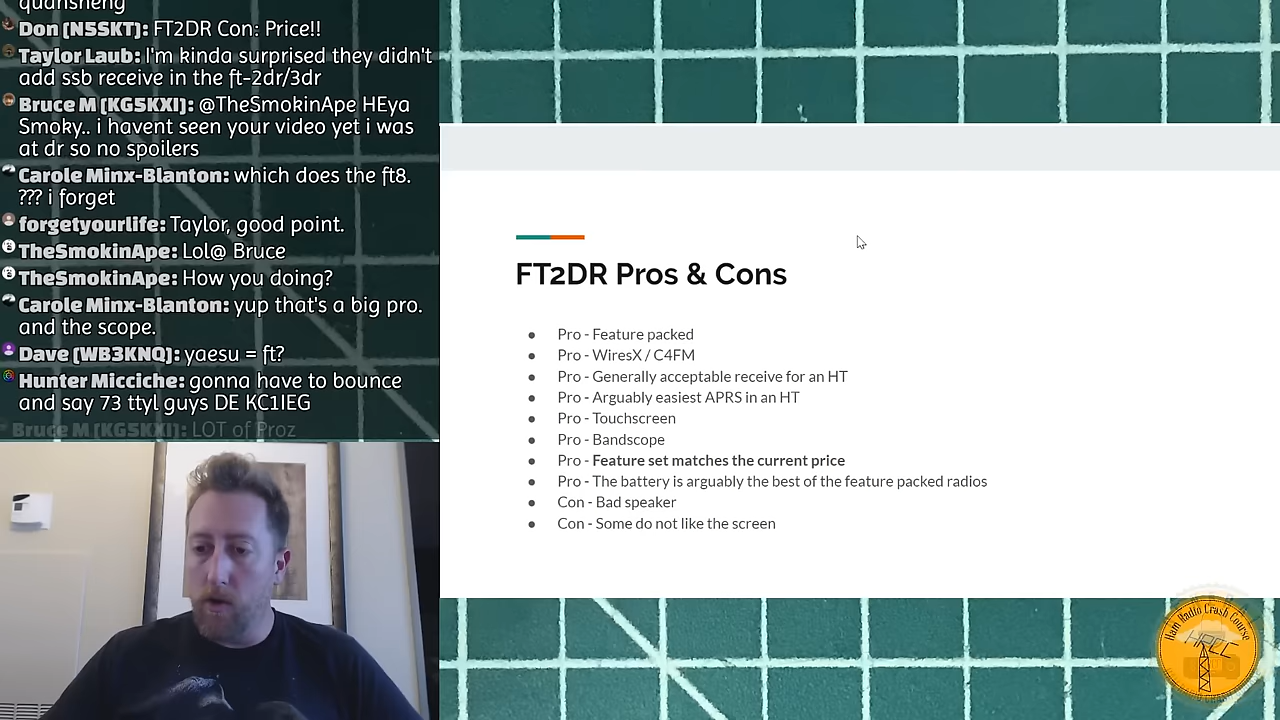 quansheng
Don (N5SKT): FT2DR Con: Price!!
Taylor Laub: I'm kinda surprised they didn't
add ssb receive in the ft-2dr/3dr
Bruce M (KG5KXI): @TheSmokinApe HEya
Smoky.. i havent seen your video yet i was
at dr so no spoilers
Carole Minx-Blanton: which does the ft8.
??? i forget
forgetyourlife: Taylor, good point.
TheSmokinApe: Lol@ Bruce
TheSmokinApe: How you doing?
Carole Minx-Blanton: yup that's a big pro.
and the scope.
Dave (WB3KNQ): yaesu = ft?
Hunter Micciche: gonna have to bounce
and say 73 ttyl guys DE KC1IEG
Bruce M (KG5KXI): LOT of Proz
FT2DR Pros & Cons
● Pro - Feature packed
● Pro - WiresX / C4FM
● Pro - Generally acceptable receive for an HT
● Pro - Arguably easiest APRS in an HT
● Pro - Touchscreen
● Pro - Bandscope
● Pro - Feature set matches the current price
● Pro - The battery is arguably the best of the feature packed radios
● Con - Bad speaker
● Con - Some do not like the screen
Ham Radio Crash Course
HRCC